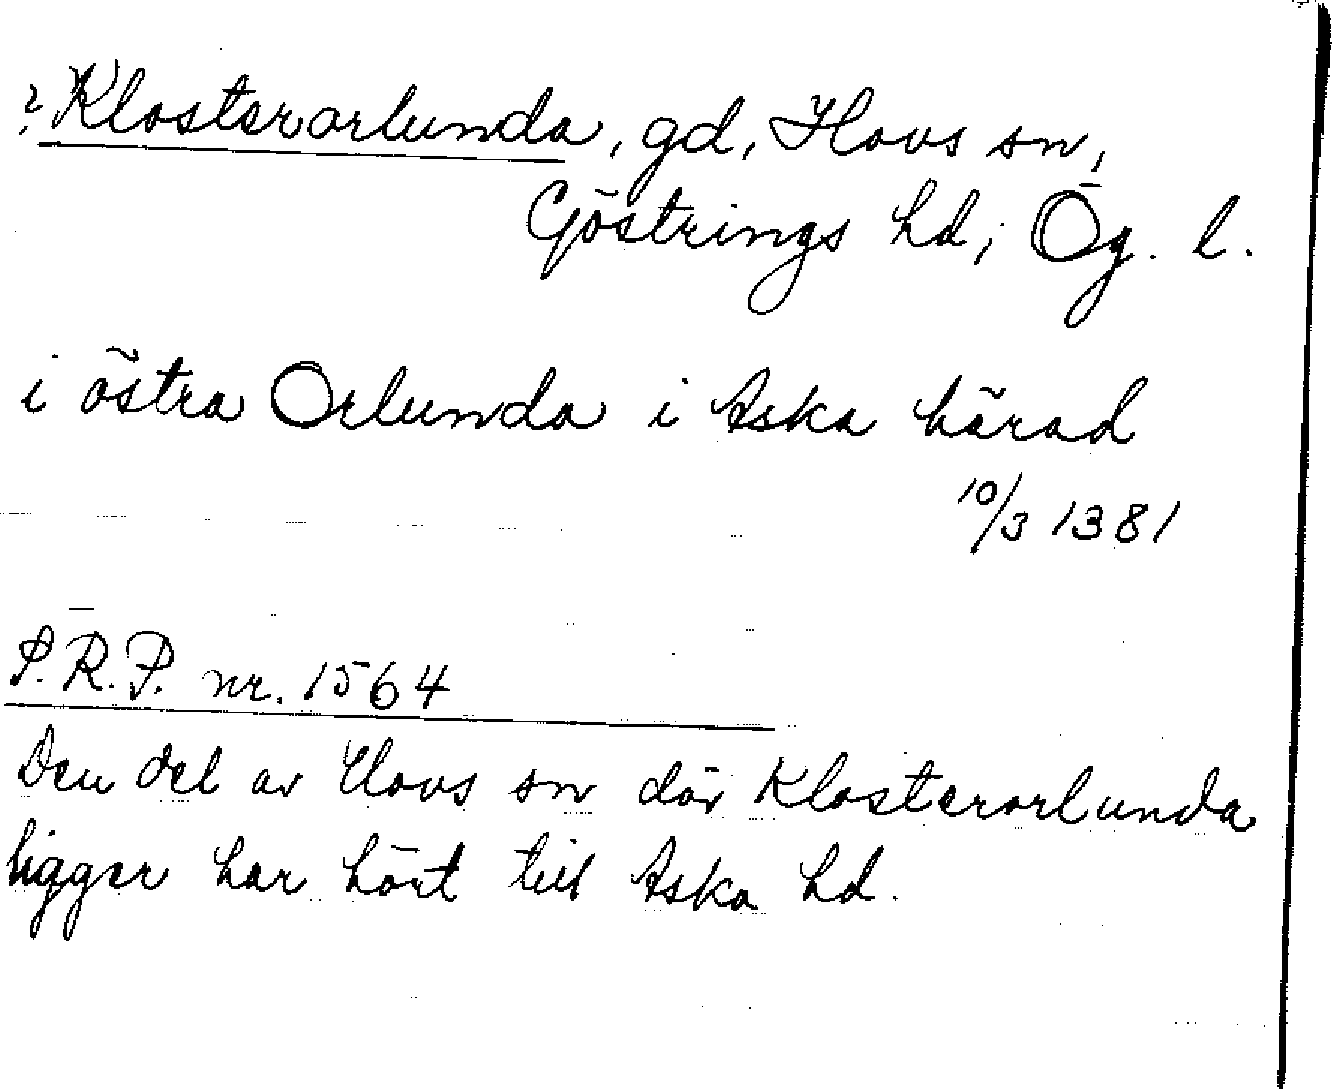 ? Klosterorlunda, gd, Hovs sn,
Göstrings hd, Ög. l.
i östra Orlunda i Aska härad
10/3 1381
S.R.P. nr. 1564
Den del av Hovs sn där Klosterorlunda
ligger har hört till Aska hd.